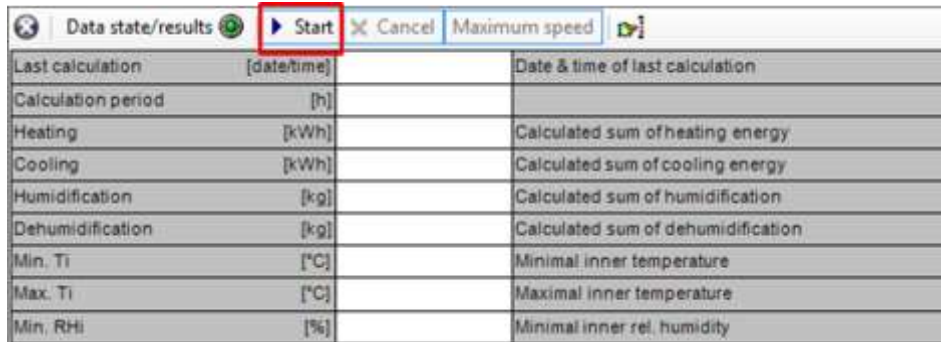 Data state/results Start Cancel Maximum speed
Last calculation [date/time] Date & time of last calculation
Calculation period [h]
Heating [kWh] Calculated sum of heating energy
Cooling [kWh] Calculated sum of cooling energy
Humidification [kg] Calculated sum of humidification
Dehumidification [kg] Calculated sum of dehumidification
Min. Ti [°C] Minimal inner temperature
Max. Ti [°C] Maximal inner temperature
Min. RHi [%] Minimal inner rel. humidity